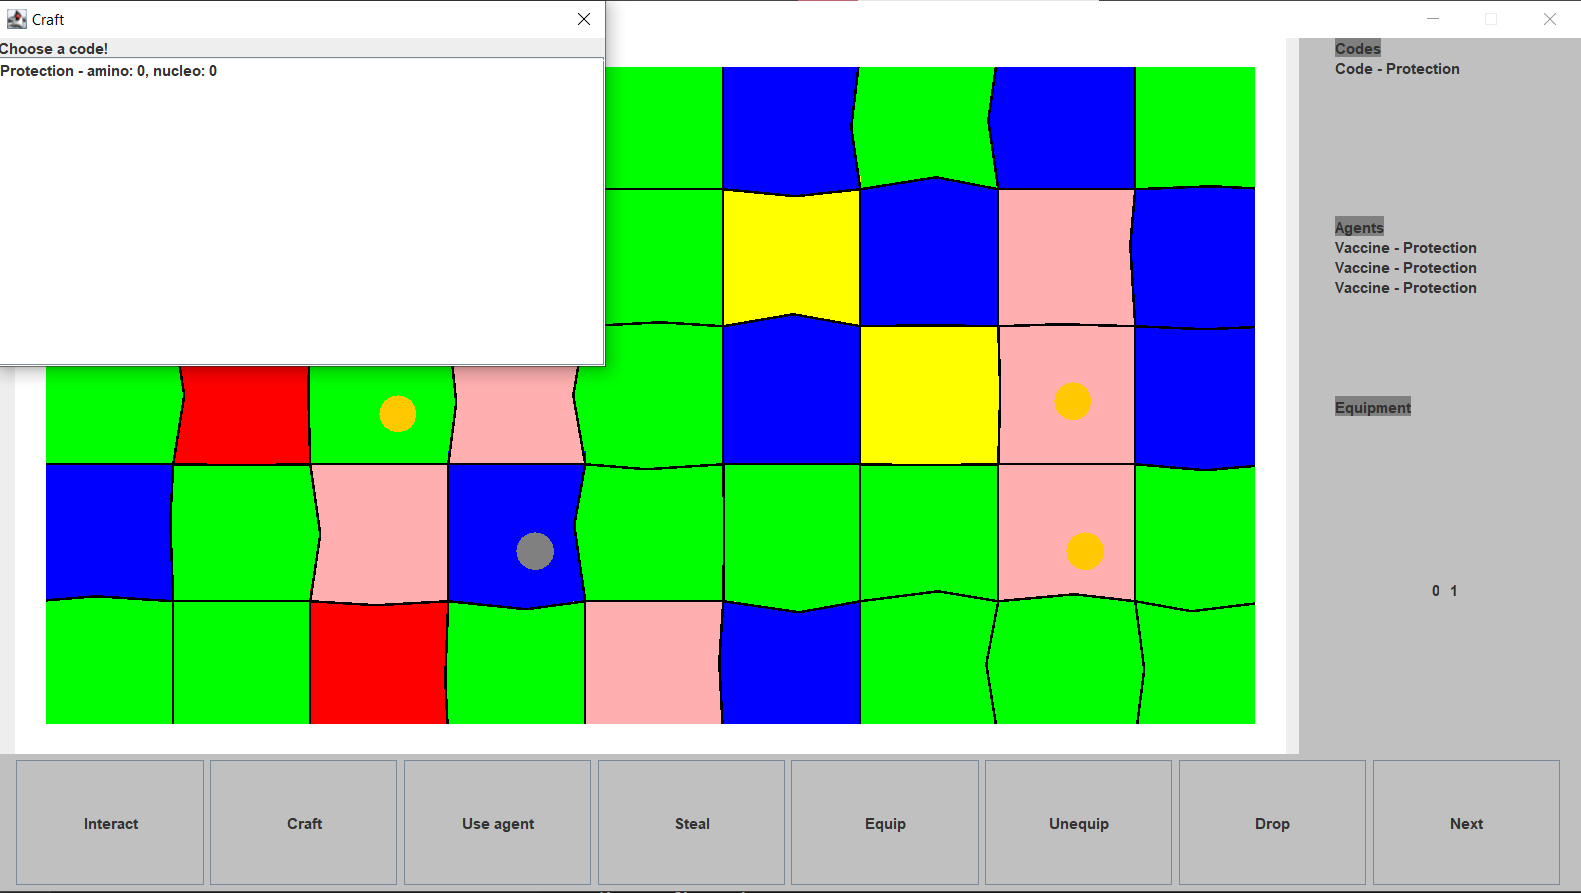 Craft
Choose a code!
Protection - amino: 0, nucleo: 0
Codes
Code - Protection
Agents
Vaccine - Protection
Vaccine - Protection
Vaccine - Protection
Equipment
0 1
Interact
Craft
Use agent
Steal
Equip
Unequip
Drop
Next